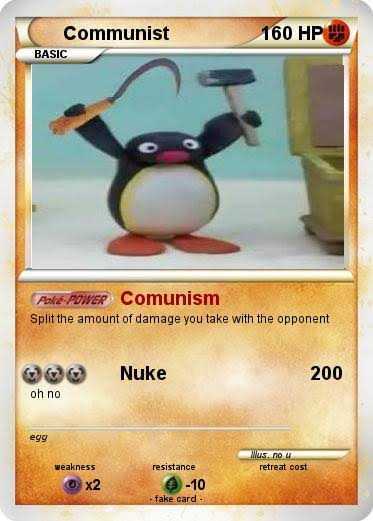 Communist 160 HP
BASIC
Poké-POWER Comunism
Split the amount of damage you take with the opponent
Nuke 200
oh no
egg
Illus. no u
weakness resistance retreat cost
x2 -10
- fake card -